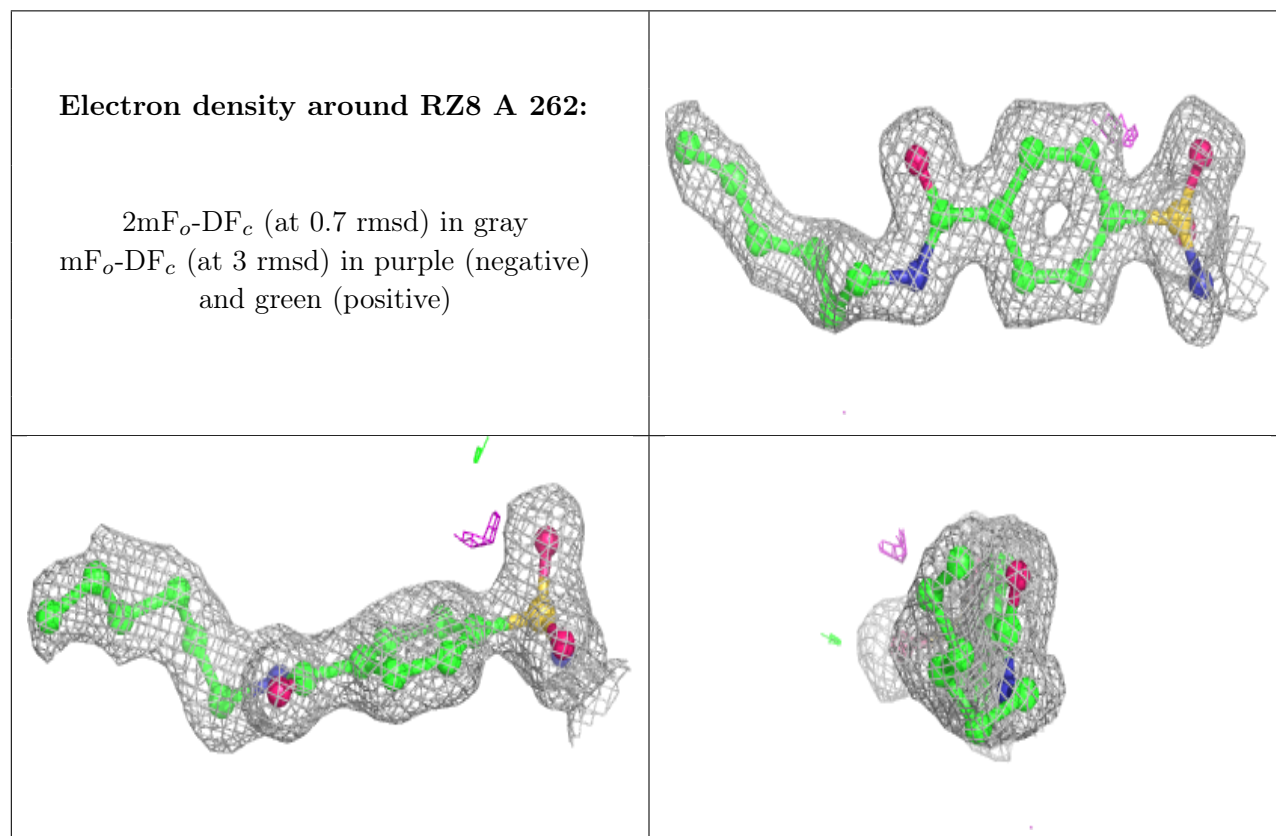 Electron density around RZ8 A 262:
2mFo-DFc (at 0.7 rmsd) in gray
mFo-DFc (at 3 rmsd) in purple (negative)
and green (positive)